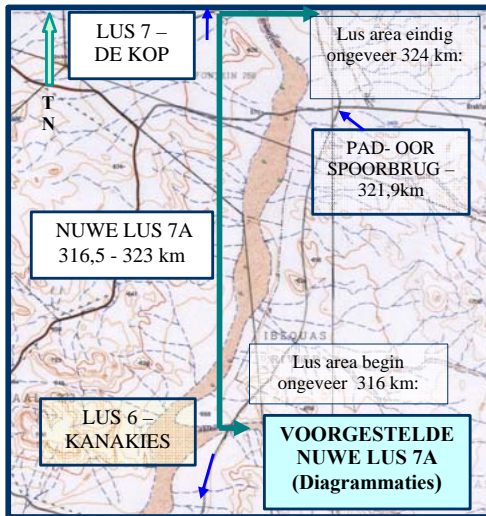 LUS 7 –
DE KOP
T
N
Lus area eindig
ongeveer 324 km:
PAD- OOR
SPOORBRUG –
321,9km
NUWE LUS 7A
316,5 - 323 km
IBEQUAS
Lus area begin
ongeveer 316 km:
LUS 6 –
KANAKIES
VOORGESTELDE
NUWE LUS 7A
(Diagrammaties)